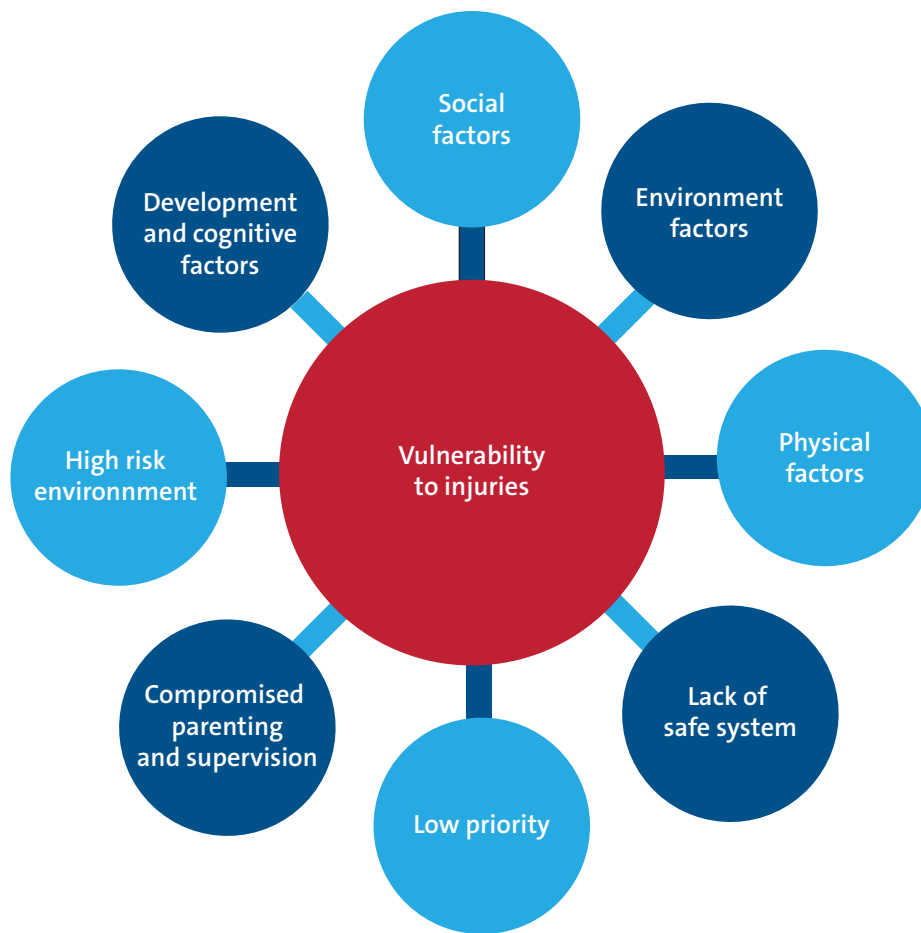 Social
factors
Environment
factors
Physical
factors
Lack of
safe system
Low priority
Compromised
parenting
and supervision
High risk
environnment
Development
and cognitive
factors
Vulnerability
to injuries